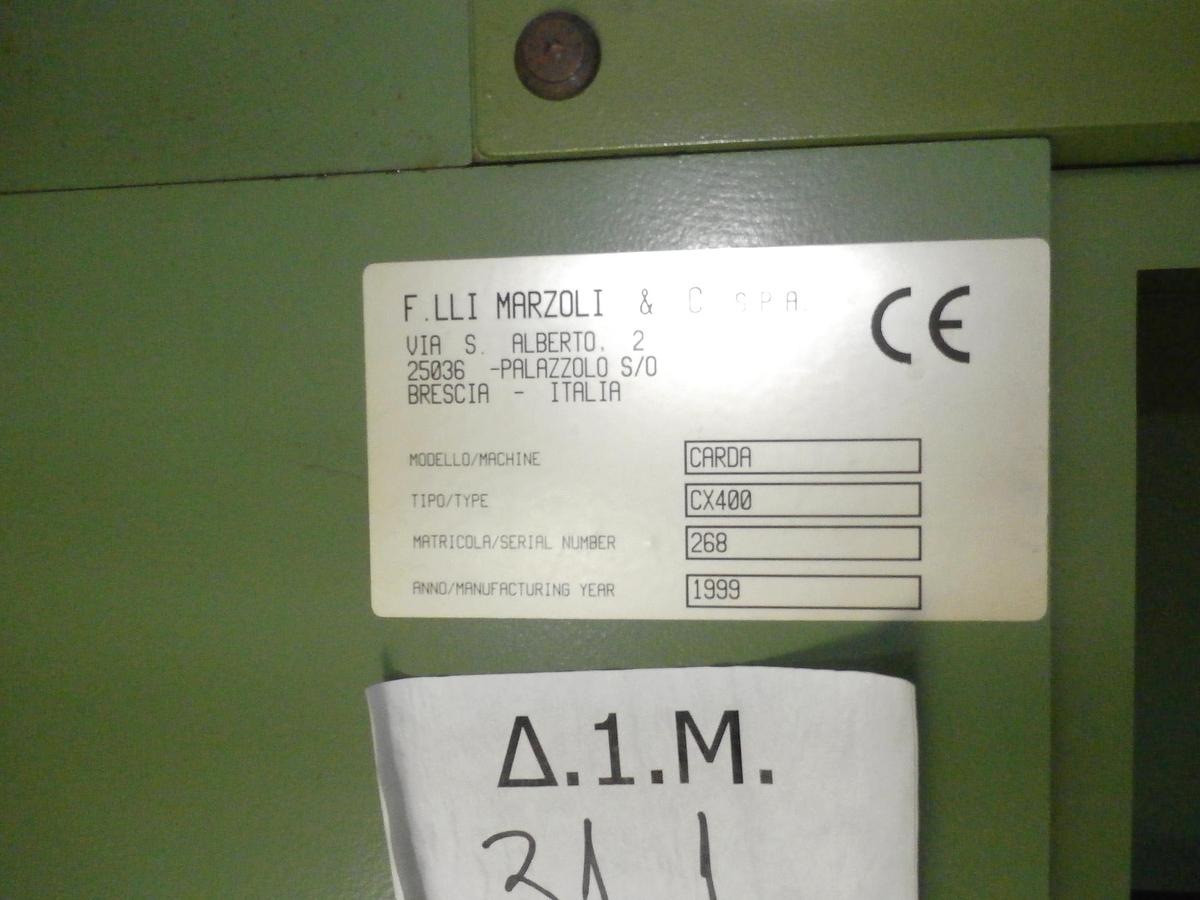 F.LLI MARZOLI & C S.P.A.
CE
VIA S. ALBERTO, 2
25036 -PALAZZOLO S/O
BRESCIA - ITALIA
MODELLO/MACHINE CARDA
TIPO/TYPE CX400
MATRICOLA/SERIAL NUMBER 268
ANNO/MANUFACTURING YEAR 1999
Δ.1.M.